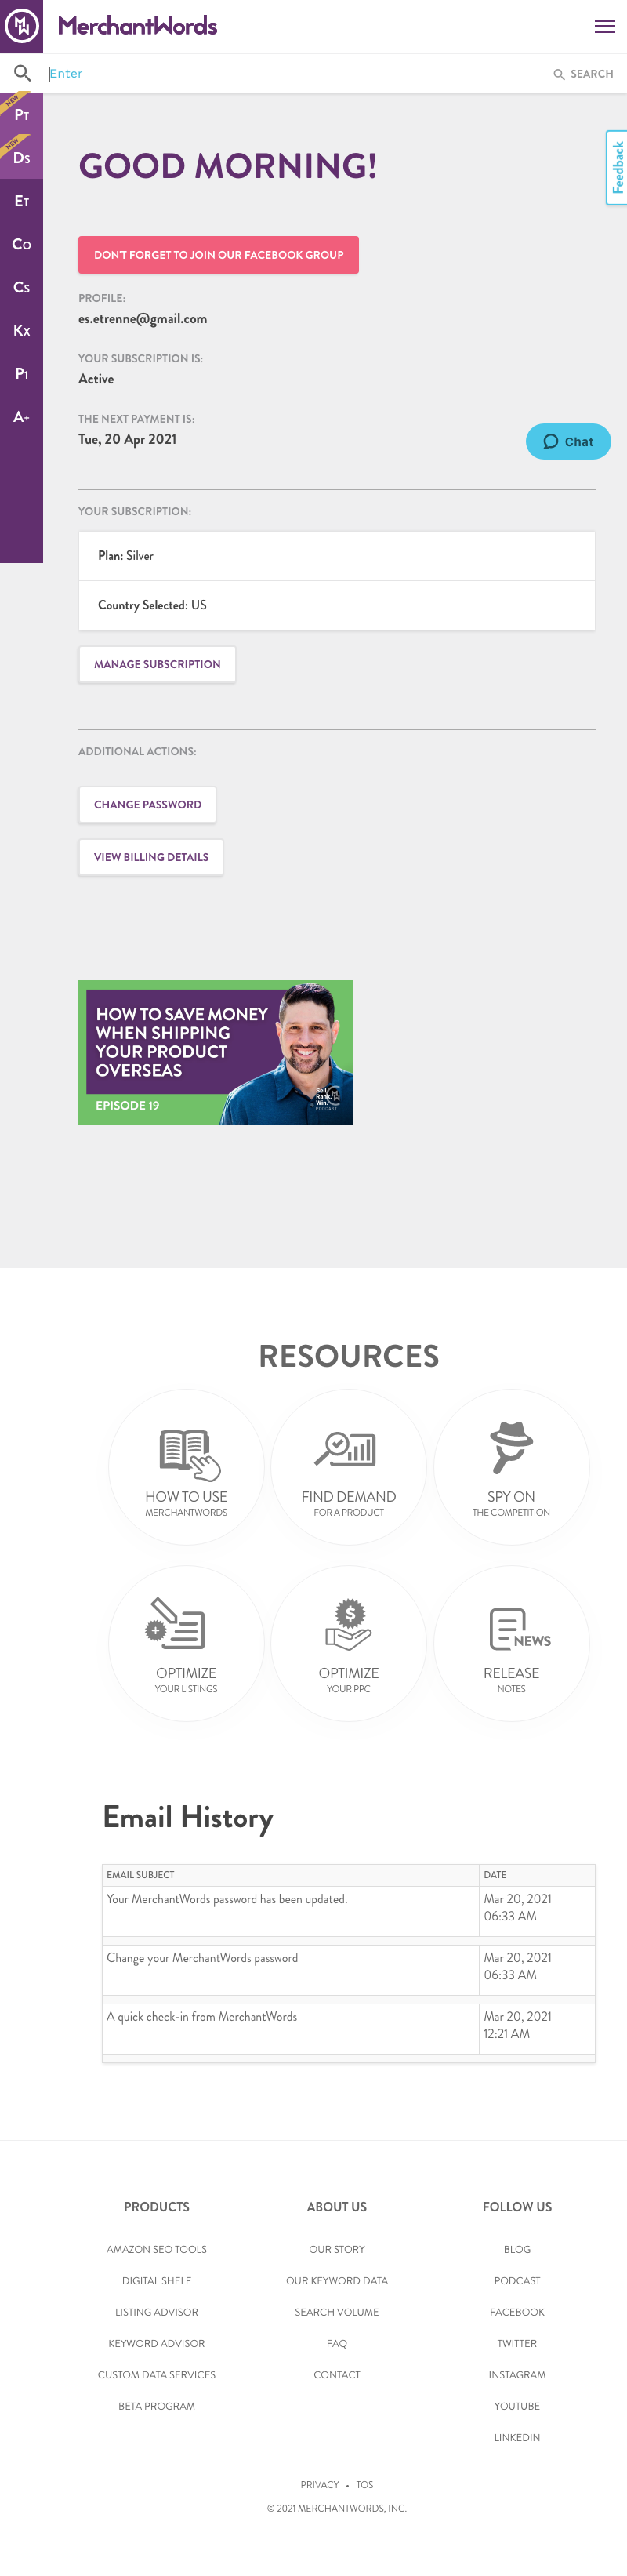 MerchantWords
Enter
SEARCH
NEW
PT
NEW
DS
ET
CO
CS
KX
P1
A+
Feedback
GOOD MORNING!
DON'T FORGET TO JOIN OUR FACEBOOK GROUP
PROFILE:
es.etrenne@gmail.com
YOUR SUBSCRIPTION IS:
Active
THE NEXT PAYMENT IS:
Tue, 20 Apr 2021
Chat
YOUR SUBSCRIPTION:
Plan: Silver
Country Selected: US
MANAGE SUBSCRIPTION
ADDITIONAL ACTIONS:
CHANGE PASSWORD
VIEW BILLING DETAILS
HOW TO SAVE MONEY
WHEN SHIPPING
YOUR PRODUCT
OVERSEAS
EPISODE 19
Sell.
Rank.
Win.
PODCAST
RESOURCES
HOW TO USE
MERCHANTWORDS
FIND DEMAND
FOR A PRODUCT
SPY ON
THE COMPETITION
OPTIMIZE
YOUR LISTINGS
OPTIMIZE
YOUR PPC
NEWS
RELEASE
NOTES
Email History
EMAIL SUBJECT DATE
Your MerchantWords password has been updated. Mar 20, 2021
06:33 AM
Change your MerchantWords password Mar 20, 2021
06:33 AM
A quick check-in from MerchantWords Mar 20, 2021
12:21 AM
PRODUCTS
AMAZON SEO TOOLS
DIGITAL SHELF
LISTING ADVISOR
KEYWORD ADVISOR
CUSTOM DATA SERVICES
BETA PROGRAM
ABOUT US
OUR STORY
OUR KEYWORD DATA
SEARCH VOLUME
FAQ
CONTACT
FOLLOW US
BLOG
PODCAST
FACEBOOK
TWITTER
INSTAGRAM
YOUTUBE
LINKEDIN
PRIVACY • TOS
© 2021 MERCHANTWORDS, INC.